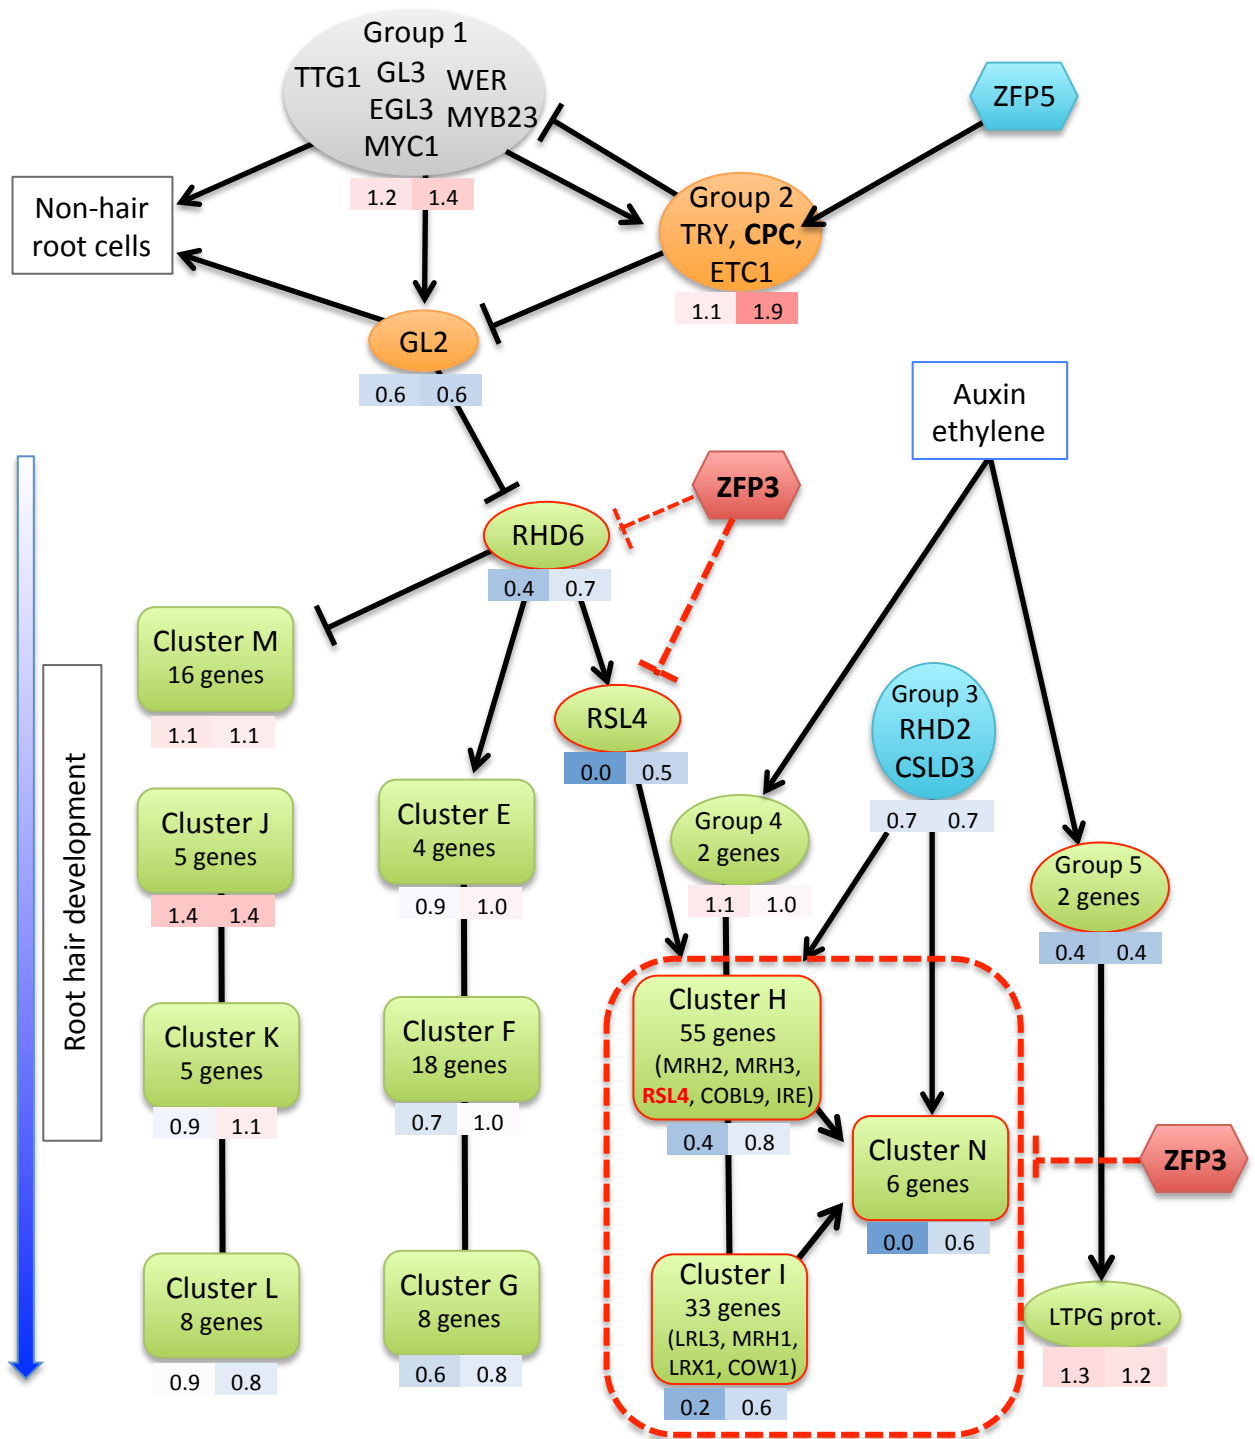 Group 1
TTG1 GL3 WER
EGL3 MYB23
MYC1
1.2 1.4
ZFP5
Non-hair
root cells
Group 2
TRY, CPC,
ETC1
1.1 1.9
GL2
0.6 0.6
Auxin
ethylene
ZFP3
RHD6
0.4 0.7
Cluster M
16 genes
1.1 1.1
RSL4
0.0 0.5
Group 3
RHD2
CSLD3
0.7 0.7
Root hair development
Cluster J
5 genes
1.4 1.4
Cluster E
4 genes
0.9 1.0
Group 4
2 genes
1.1 1.0
Group 5
2 genes
0.4 0.4
Cluster K
5 genes
0.9 1.1
Cluster F
18 genes
0.7 1.0
Cluster H
55 genes
(MRH2, MRH3,
RSL4, COBL9, IRE)
0.4 0.8
Cluster N
6 genes
0.0 0.6
ZFP3
Cluster L
8 genes
0.9 0.8
Cluster G
8 genes
0.6 0.8
Cluster I
33 genes
(LRL3, MRH1,
LRX1, COW1)
0.2 0.6
LTPG prot.
1.3 1.2